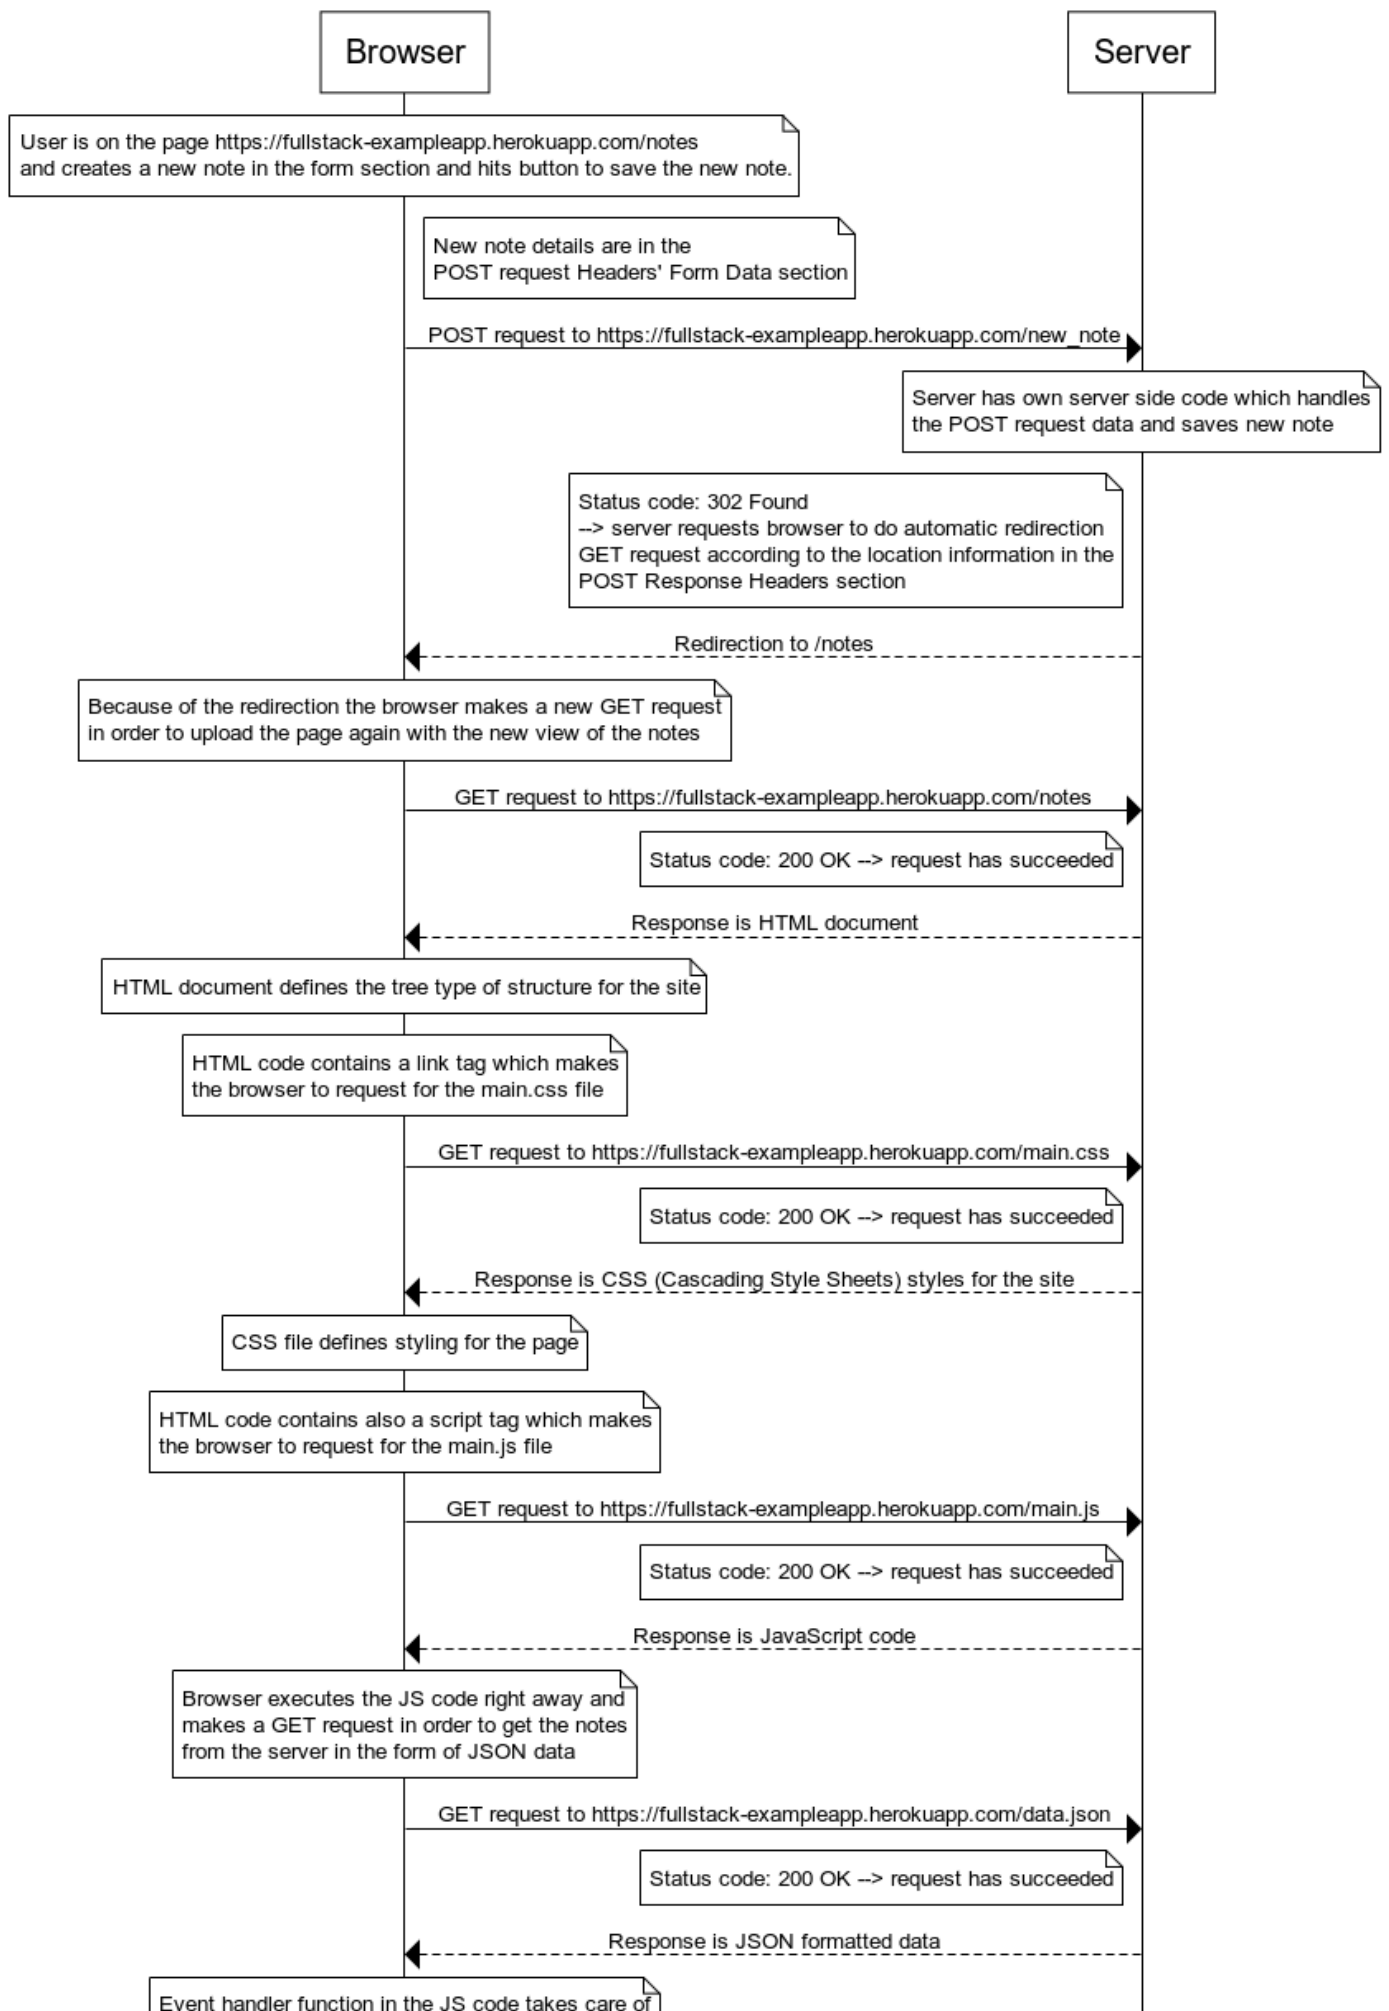 Browser
Server
User is on the page https://fullstack-exampleapp.herokuapp.com/notes
and creates a new note in the form section and hits button to save the new note.
New note details are in the
POST request Headers' Form Data section
POST request to https://fullstack-exampleapp.herokuapp.com/new_note
Server has own server side code which handles
the POST request data and saves new note
Status code: 302 Found
--> server requests browser to do automatic redirection
GET request according to the location information in the
POST Response Headers section
Redirection to /notes
Because of the redirection the browser makes a new GET request
in order to upload the page again with the new view of the notes
GET request to https://fullstack-exampleapp.herokuapp.com/notes
Status code: 200 OK --> request has succeeded
Response is HTML document
HTML document defines the tree type of structure for the site
HTML code contains a link tag which makes
the browser to request for the main.css file
GET request to https://fullstack-exampleapp.herokuapp.com/main.css
Status code: 200 OK --> request has succeeded
Response is CSS (Cascading Style Sheets) styles for the site
CSS file defines styling for the page
HTML code contains also a script tag which makes
the browser to request for the main.js file
GET request to https://fullstack-exampleapp.herokuapp.com/main.js
Status code: 200 OK --> request has succeeded
Response is JavaScript code
Browser executes the JS code right away and
makes a GET request in order to get the notes
from the server in the form of JSON data
GET request to https://fullstack-exampleapp.herokuapp.com/data.json
Status code: 200 OK --> request has succeeded
Response is JSON formatted data
Event handler function in the JS code takes care of